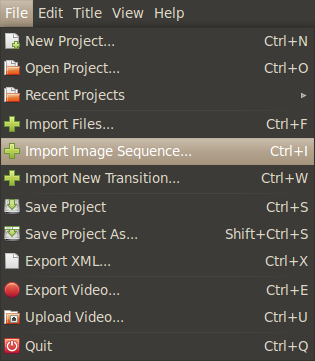 File Edit Title View Help
New Project... Ctrl+N
Open Project... Ctrl+O
Recent Projects
Import Files... Ctrl+F
Import Image Sequence... Ctrl+I
Import New Transition... Ctrl+W
Save Project Ctrl+S
Save Project As... Shift+Ctrl+S
Export XML... Ctrl+X
Export Video... Ctrl+E
Upload Video... Ctrl+U
Quit Ctrl+Q